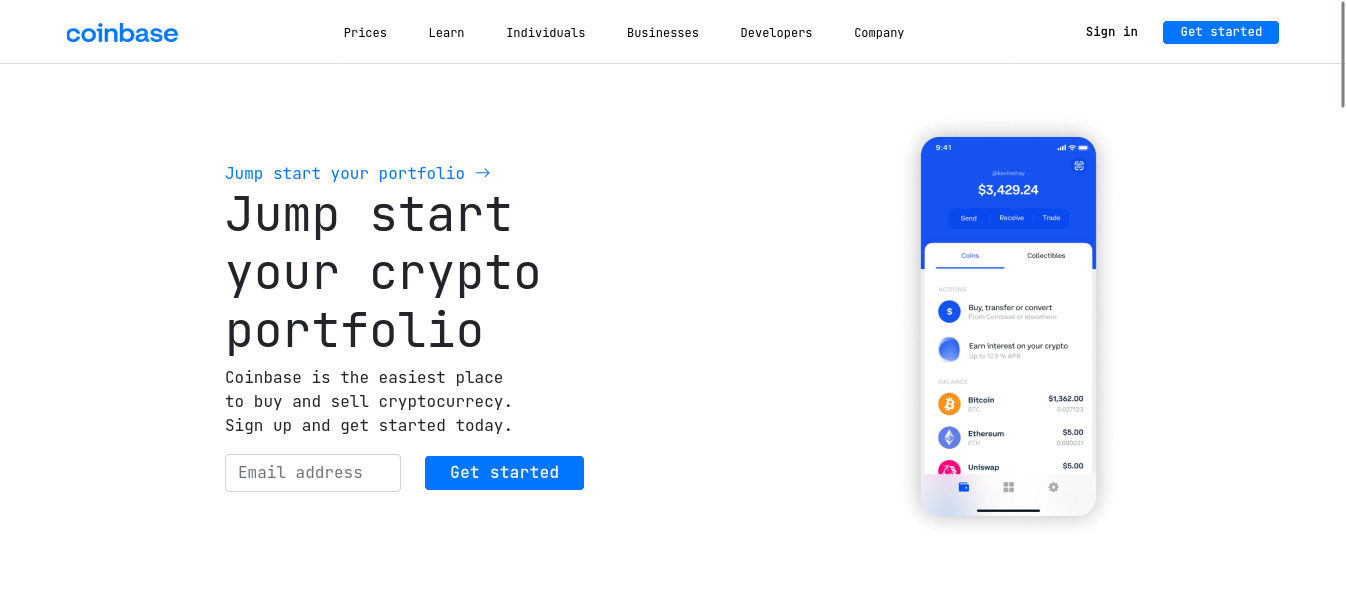 coinbase
Prices
Learn
Individuals
Businesses
Developers
Company
Sign in
Get started
Jump start your portfolio →
Jump start
your crypto
portfolio
Coinbase is the easiest place
to buy and sell cryptocurrecy.
Sign up and get started today.
Email address
Get started
9:41
@kevinshay
$3,429.24
Send
Receive
Trade
Coins
Collectibles
ACTIONS
$
Buy, transfer or convert
From Coinbase or elsewhere
Earn interest on your crypto
Up to 12.9 % APR
BALANCE
Bitcoin $1,362.00
BTC 0.027123
Ethereum $5.00
ETH 0.000021
Uniswap $5.00